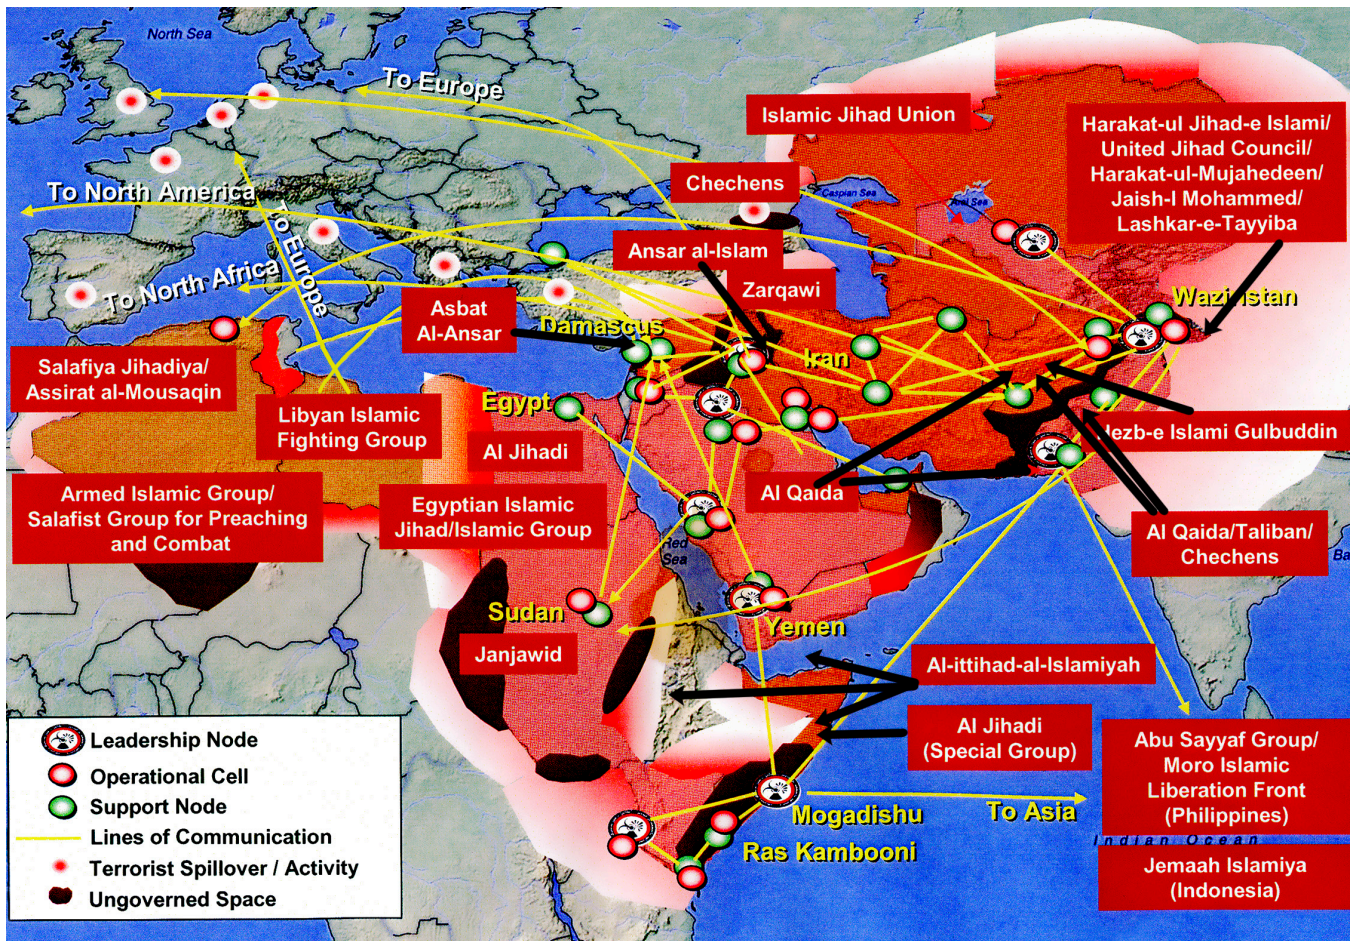 North Sea
To Europe
Islamic Jihad Union
Harakat-ul Jihad-e Islami/
United Jihad Council/
Harakat-ul-Mujahedeen/
Jaish-I Mohammed/
Lashkar-e-Tayyiba
To North America
Chechens
Caspian Sea
Aral Sea
To Europe
Ansar al-Islam
To North Africa
Zarqawi
Waziristan
Asbat
Al-Ansar
Damascus
Iran
Salafiya Jihadiya/
Assirat al-Mousaqin
Libyan Islamic
Fighting Group
Egypt
Al Jihadi
Hezb-e Islami Gulbuddin
Al Qaida
Armed Islamic Group/
Salafist Group for Preaching
and Combat
Egyptian Islamic
Jihad/Islamic Group
Al Qaida/Taliban/
Chechens
Red
Sea
Ba
Sudan
Yemen
Janjawid
Al-ittihad-al-Islamiyah
Al Jihadi
(Special Group)
Abu Sayyaf Group/
Moro Islamic
Liberation Front
(Philippines)
Mogadishu
To Asia
Ras Kambooni
Indian Ocean
Jemaah Islamiya
(Indonesia)
Leadership Node
Operational Cell
Support Node
Lines of Communication
Terrorist Spillover / Activity
Ungoverned Space